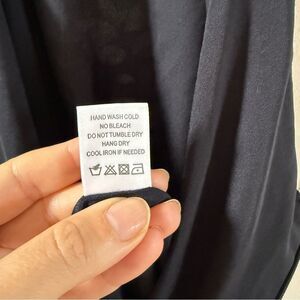 HAND WASH COLD
NO BLEACH
DO NOT TUMBLE DRY
HANG DRY
COOL IRON IF NEEDED